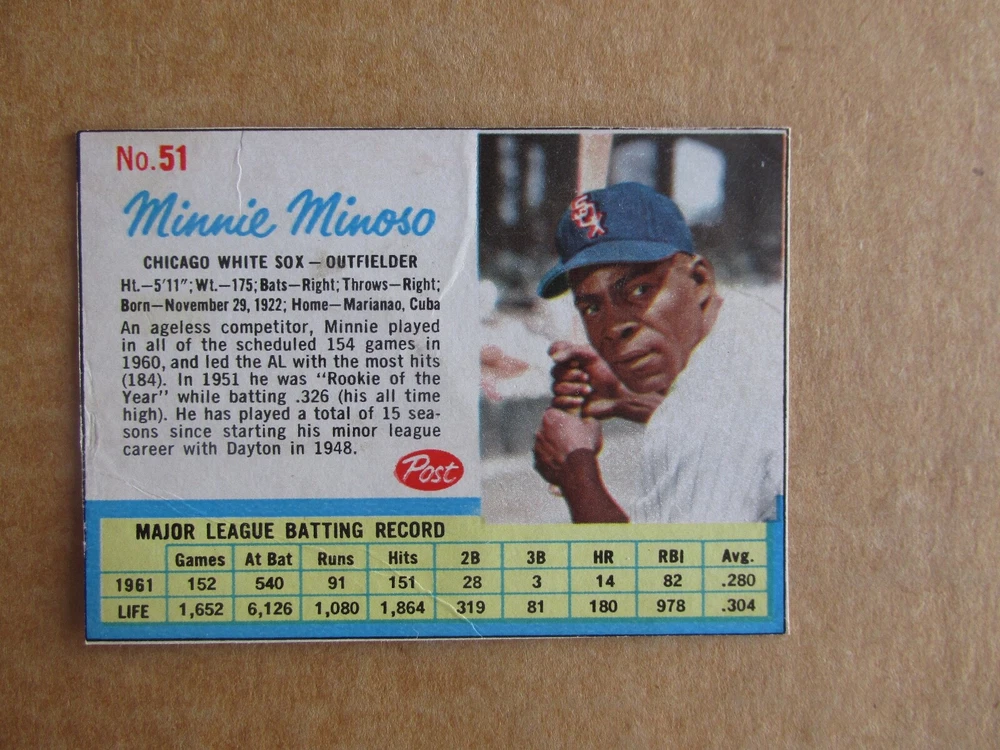 No. 51
Minnie Minoso
CHICAGO WHITE SOX – OUTFIELDER
Ht.–5'11"; Wt.–175; Bats–Right; Throws–Right;
Born–November 29, 1922; Home–Marianao, Cuba
An ageless competitor, Minnie played
in all of the scheduled 154 games in
1960, and led the AL with the most hits
(184). In 1951 he was "Rookie of the
Year" while batting .326 (his all time
high). He has played a total of 15 sea-
sons since starting his minor league
career with Dayton in 1948.
Post
SOX
MAJOR LEAGUE BATTING RECORD
Games At Bat Runs Hits 2B 3B HR RBI Avg.
1961 152 540 91 151 28 3 14 82 .280
LIFE 1,652 6,126 1,080 1,864 319 81 180 978 .304